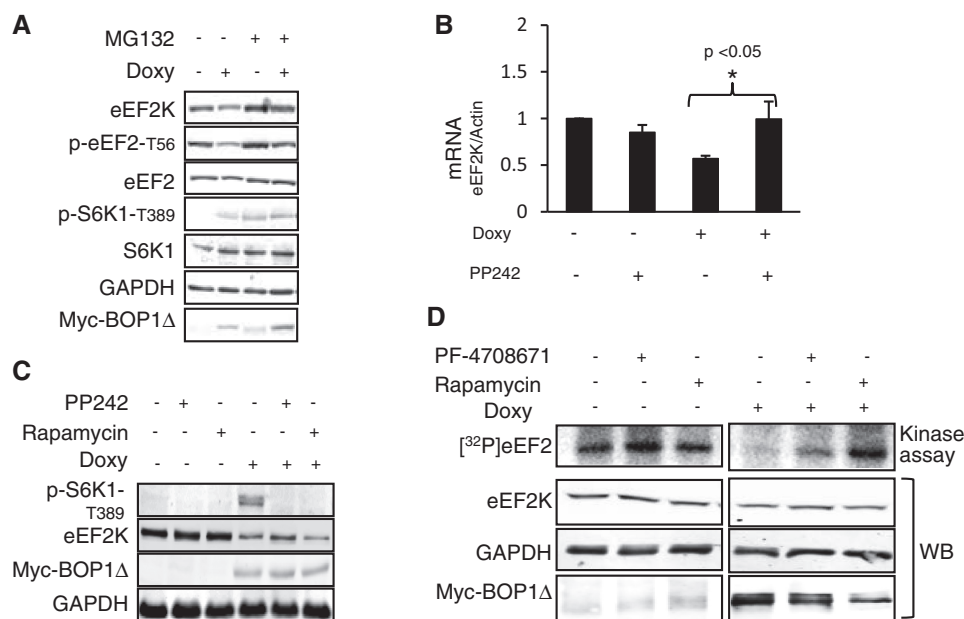 A
MG132 - - + +
Doxy - + - +
eEF2K
p-eEF2-T56
eEF2
p-S6K1-T389
S6K1
GAPDH
Myc-BOP1Δ
B
2
1.5
1
0.5
0
mRNA
eEF2K/Actin
p <0.05
*
Doxy - - + +
PP242 - + - +
C
PP242 - + - - + -
Rapamycin - - + - - +
Doxy - - - + + +
p-S6K1-
T389
eEF2K
Myc-BOP1Δ
GAPDH
D
PF-4708671 - + - - + -
Rapamycin - - + - - +
Doxy - - - + + +
[³²P]eEF2
Kinase
assay
eEF2K
GAPDH
Myc-BOP1Δ
WB